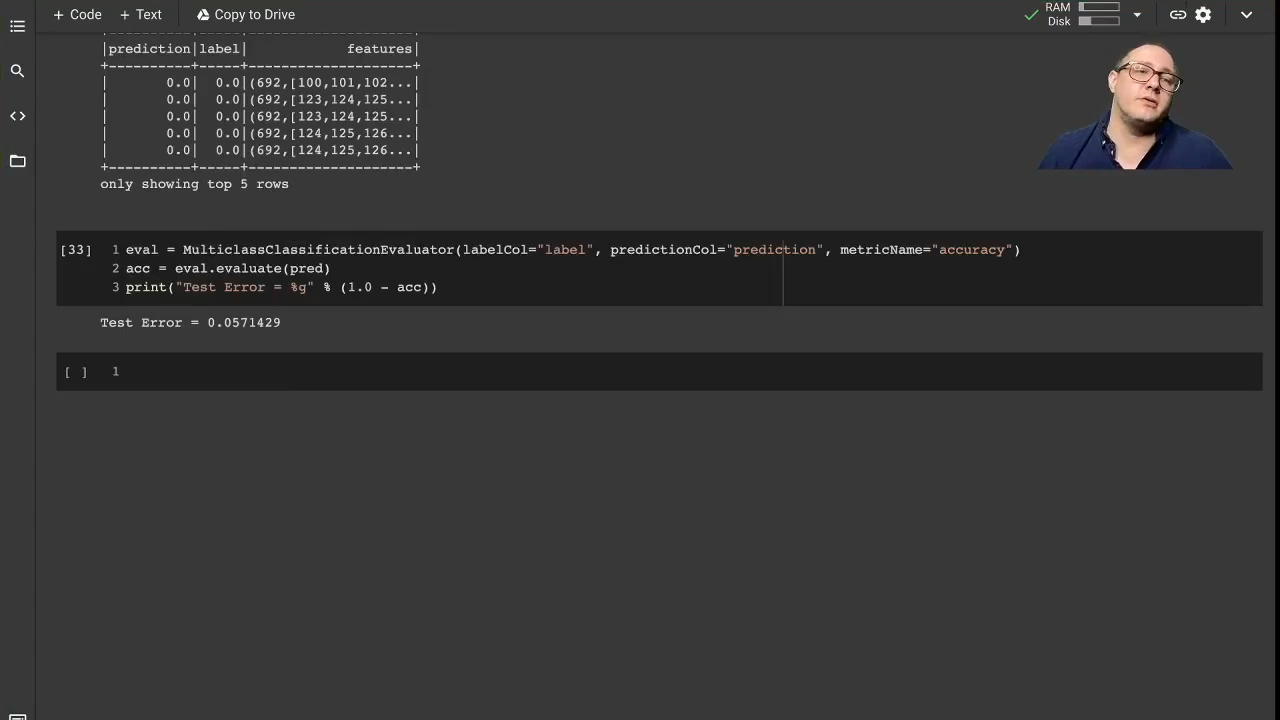 + Code + Text Copy to Drive RAM Disk
|prediction|label| features|
+----------+-----+--------------------+
| 0.0| 0.0|(692,[100,101,102...|
| 0.0| 0.0|(692,[123,124,125...|
| 0.0| 0.0|(692,[123,124,125...|
| 0.0| 0.0|(692,[124,125,126...|
| 0.0| 0.0|(692,[124,125,126...|
+----------+-----+--------------------+
only showing top 5 rows
[33] 1 eval = MulticlassClassificationEvaluator(labelCol="label", predictionCol="prediction", metricName="accuracy")
2 acc = eval.evaluate(pred)
3 print("Test Error = %g" % (1.0 - acc))
Test Error = 0.0571429
[ ] 1